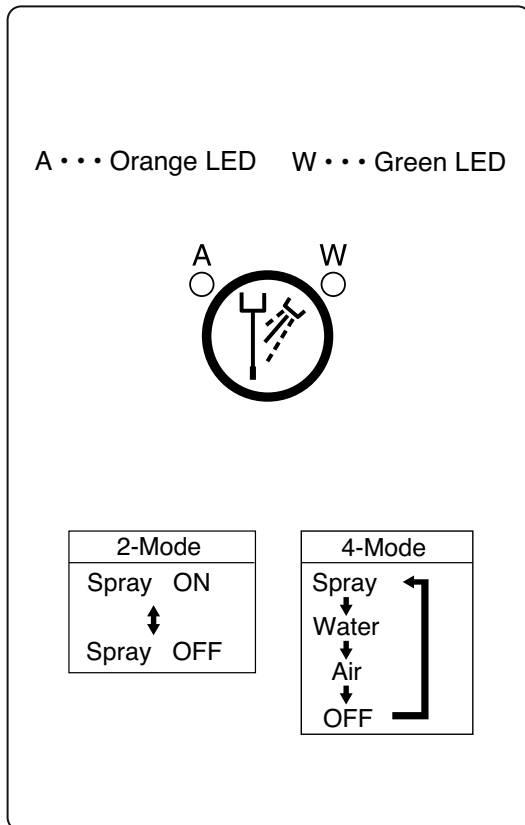 A ・・・ Orange LED W ・・・ Green LED
A W
2-Mode
Spray ON
Spray OFF
4-Mode
Spray
Water
Air
OFF